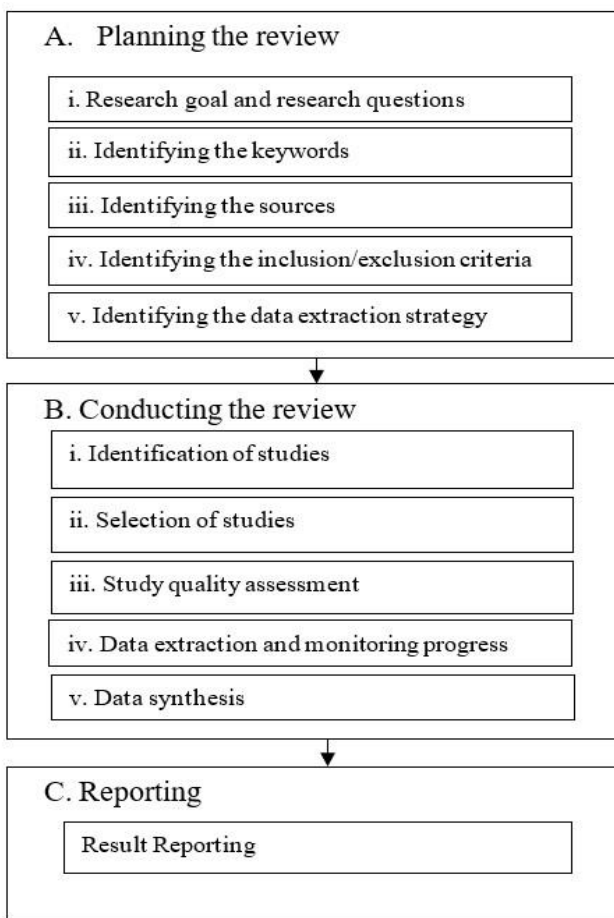 A. Planning the review
i. Research goal and research questions
ii. Identifying the keywords
iii. Identifying the sources
iv. Identifying the inclusion/exclusion criteria
v. Identifying the data extraction strategy
B. Conducting the review
i. Identification of studies
ii. Selection of studies
iii. Study quality assessment
iv. Data extraction and monitoring progress
v. Data synthesis
C. Reporting
Result Reporting